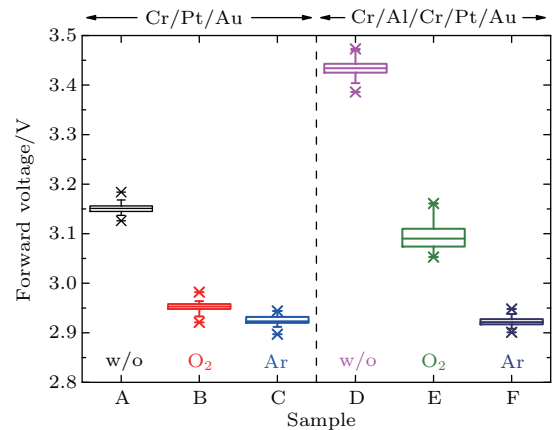 Cr/Pt/Au Cr/Al/Cr/Pt/Au
3.5
3.4
3.3
3.2
3.1
3.0
2.9
2.8
Forward voltage/V
w/o O₂ Ar w/o O₂ Ar
A B C D E F
Sample